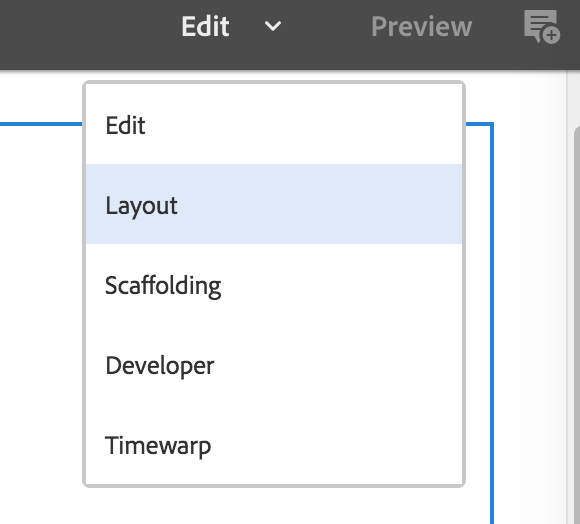 Edit Preview
Edit
Layout
Scaffolding
Developer
Timewarp